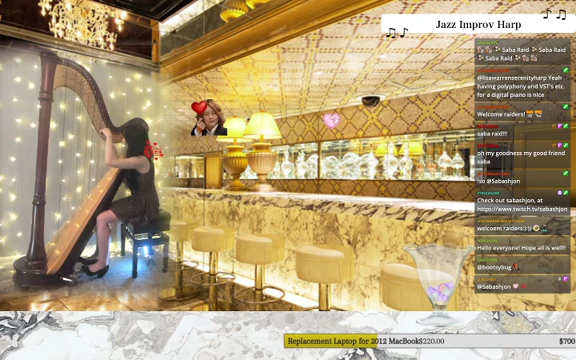 Jazz Improv Harp
Saba Raid Saba Raid
Saba Raid Saba Raid
@lisawarrenserenityharp Yeah
having polyphony and VST's etc.
for a digital piano is nice
Welcome raiders!
saba raid!!!
oh my goodness my good friend
saba
!so @Sabashjon
Check out sabashjon, at
https://www.twitch.tv/sabashjon
welcoem raiders:):)
Hello everyone! Hope all is well!!
@bootsybug
@Sabashjon
Replacement Laptop for 2012 MacBook $220.00 $700